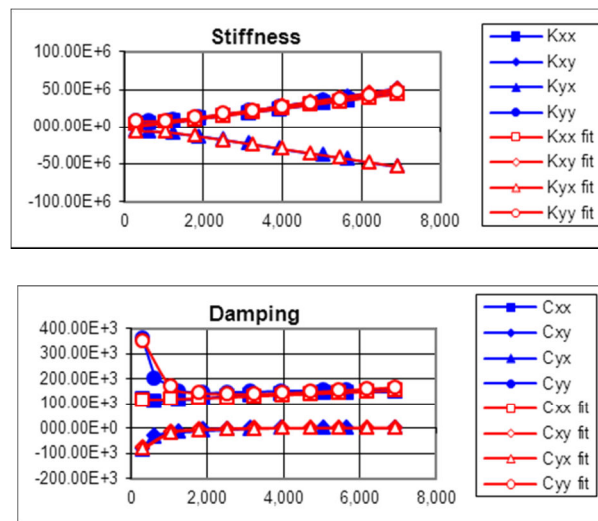 Stiffness
100.00E+6
50.00E+6
000.00E+0
-50.00E+6
-100.00E+6
0 2,000 4,000 6,000 8,000
Kxx
Kxy
Kyx
Kyy
Kxx fit
Kxy fit
Kyx fit
Kyy fit
Damping
400.00E+3
300.00E+3
200.00E+3
100.00E+3
000.00E+0
-100.00E+3
-200.00E+3
0 2,000 4,000 6,000 8,000
Cxx
Cxy
Cyx
Cyy
Cxx fit
Cxy fit
Cyx fit
Cyy fit